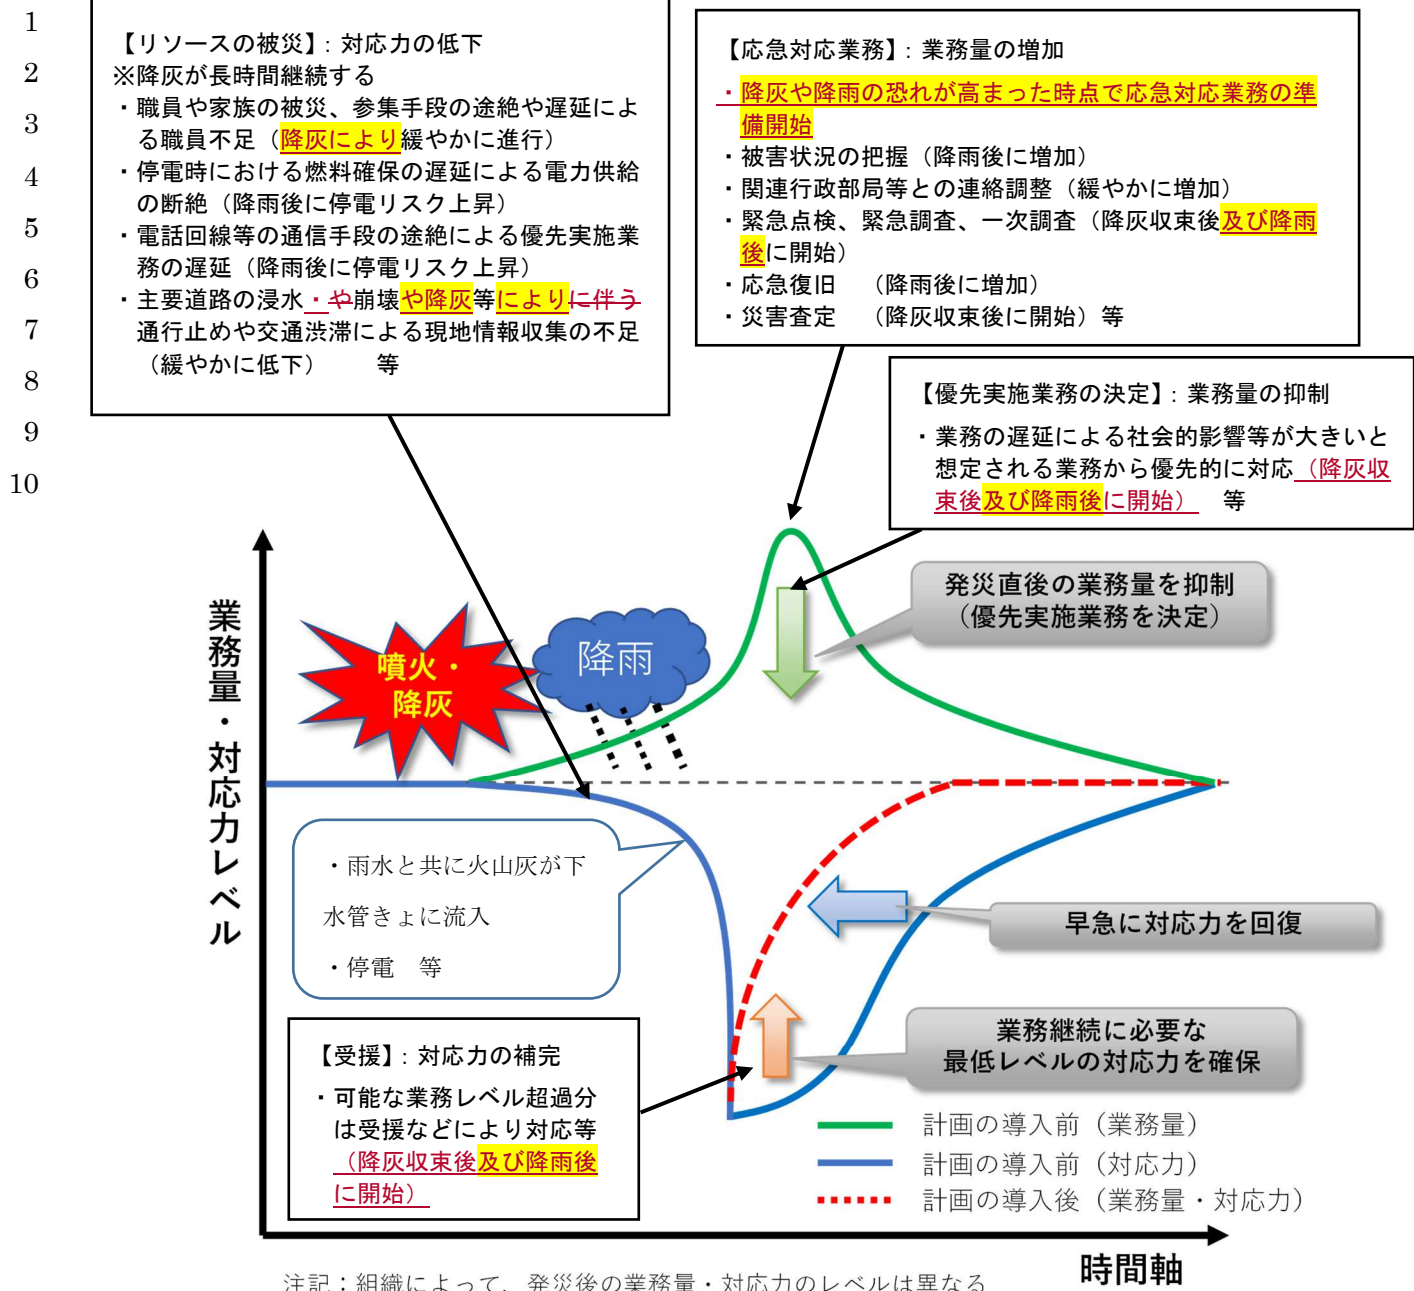 1
2
3
4
5
6
7
8
9
10
【リソースの被災】：対応力の低下
※降灰が長時間継続する
・職員や家族の被災、参集手段の途絶や遅延によ
る職員不足（降灰により緩やかに進行）
・停電時における燃料確保の遅延による電力供給
の断絶（降雨後に停電リスク上昇）
・電話回線等の通信手段の途絶による優先実施業
務の遅延（降雨後に停電リスク上昇）
・主要道路の浸水・や崩壊や降灰等によりに伴う
通行止めや交通渋滞による現地情報収集の不足
（緩やかに低下）　　等
【応急対応業務】：業務量の増加
・降灰や降雨の恐れが高まった時点で応急対応業務の準
備開始
・被害状況の把握（降雨後に増加）
・関連行政部局等との連絡調整（緩やかに増加）
・緊急点検、緊急調査、一次調査（降灰収束後及び降雨
後に開始）
・応急復旧　（降雨後に増加）
・災害査定　（降灰収束後に開始）等
【優先実施業務の決定】：業務量の抑制
・業務の遅延による社会的影響等が大きいと
想定される業務から優先的に対応（降灰収
束後及び降雨後に開始）　等
発災直後の業務量を抑制
（優先実施業務を決定）
業務量・対応力レベル
噴火・
降灰
降雨
・雨水と共に火山灰が下
水管きょに流入
・停電　等
早急に対応力を回復
【受援】：対応力の補完
・可能な業務レベル超過分
は受援などにより対応等
（降灰収束後及び降雨後
に開始）
業務継続に必要な
最低レベルの対応力を確保
計画の導入前（業務量）
計画の導入前（対応力）
計画の導入後（業務量・対応力）
時間軸
注記：組織によって、発災後の業務量・対応力のレベルは異なる